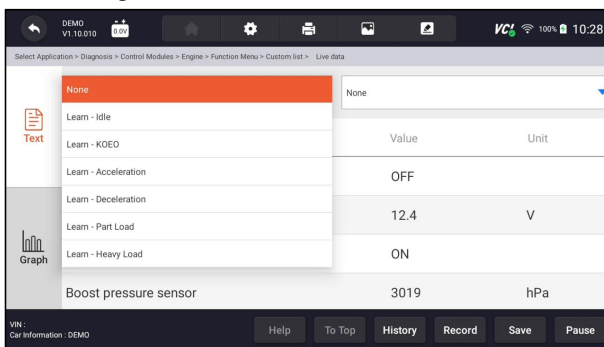 DEMO
V1.10.010
0.0V
VCI 100% 10:28
Select Application > Diagnosis > Control Modules > Engine > Function Menu > Custom list > Live data
None
None
Learn - Idle
Learn - KOEO
Learn - Acceleration
Learn - Deceleration
Learn - Part Load
Learn - Heavy Load
Text
Graph
Value Unit
OFF
12.4 V
ON
Boost pressure sensor 3019 hPa
VIN :
Car Information : DEMO
Help To Top History Record Save Pause